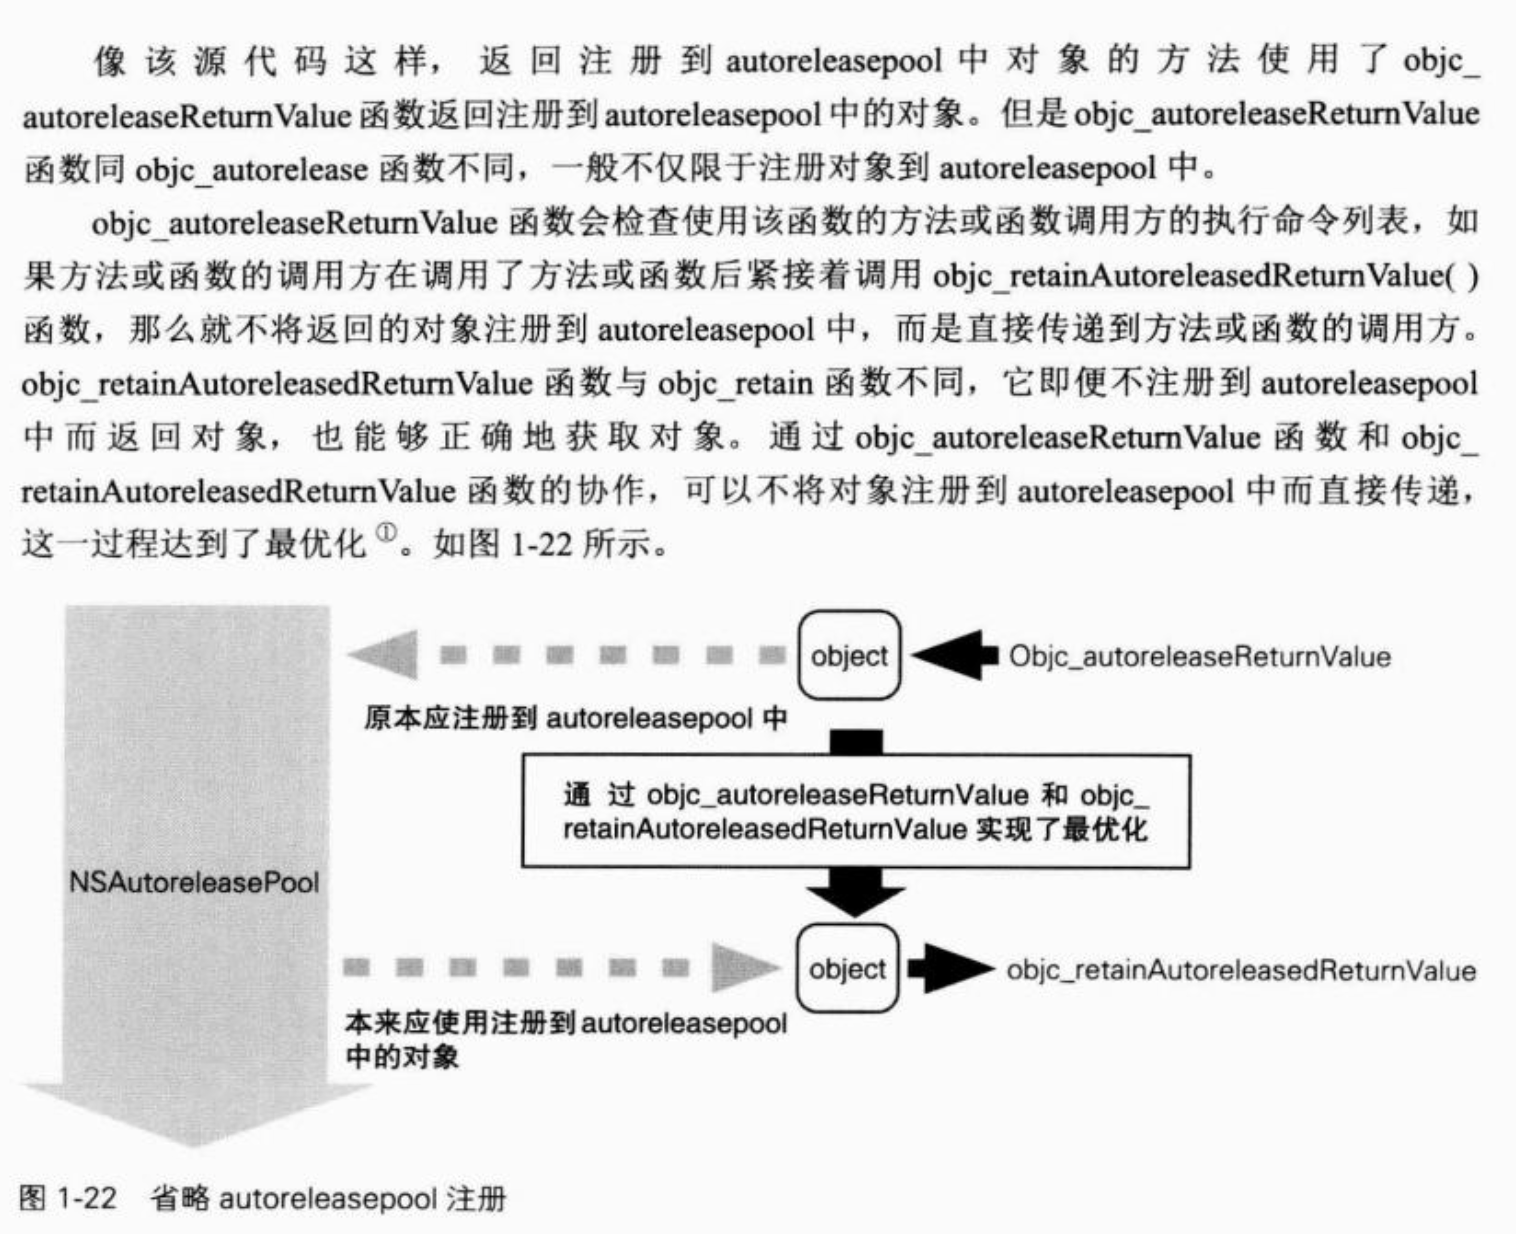 像该源代码这样，返回注册到 autoreleasepool 中对象的方法使用了 objc_
autoreleaseReturnValue 函数返回注册到 autoreleasepool 中的对象。但是 objc_autoreleaseReturnValue
函数同 objc_autorelease 函数不同，一般不仅限于注册对象到 autoreleasepool 中。
objc_autoreleaseReturnValue 函数会检查使用该函数的方法或函数调用方的执行命令列表，如
果方法或函数的调用方在调用了方法或函数后紧接着调用 objc_retainAutoreleasedReturnValue( )
函数，那么就不将返回的对象注册到 autoreleasepool 中，而是直接传递到方法或函数的调用方。
objc_retainAutoreleasedReturnValue 函数与 objc_retain 函数不同，它即便不注册到 autoreleasepool
中而返回对象，也能够正确地获取对象。通过 objc_autoreleaseReturnValue 函数和 objc_
retainAutoreleasedReturnValue 函数的协作，可以不将对象注册到 autoreleasepool 中而直接传递，
这一过程达到了最优化①。如图 1-22 所示。
object
Objc_autoreleaseReturnValue
原本应注册到 autoreleasepool 中
通过 objc_autoreleaseReturnValue 和 objc_
retainAutoreleasedReturnValue 实现了最优化
NSAutoreleasePool
object
objc_retainAutoreleasedReturnValue
本来应使用注册到 autoreleasepool
中的对象
图 1-22 省略 autoreleasepool 注册